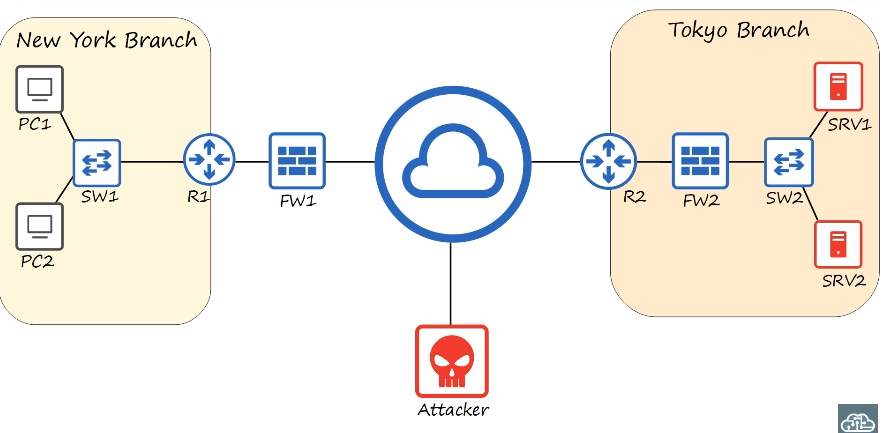 New York Branch
Tokyo Branch
PC1
SRV1
SW1
R1
FW1
R2
FW2
SW2
PC2
SRV2
Attacker